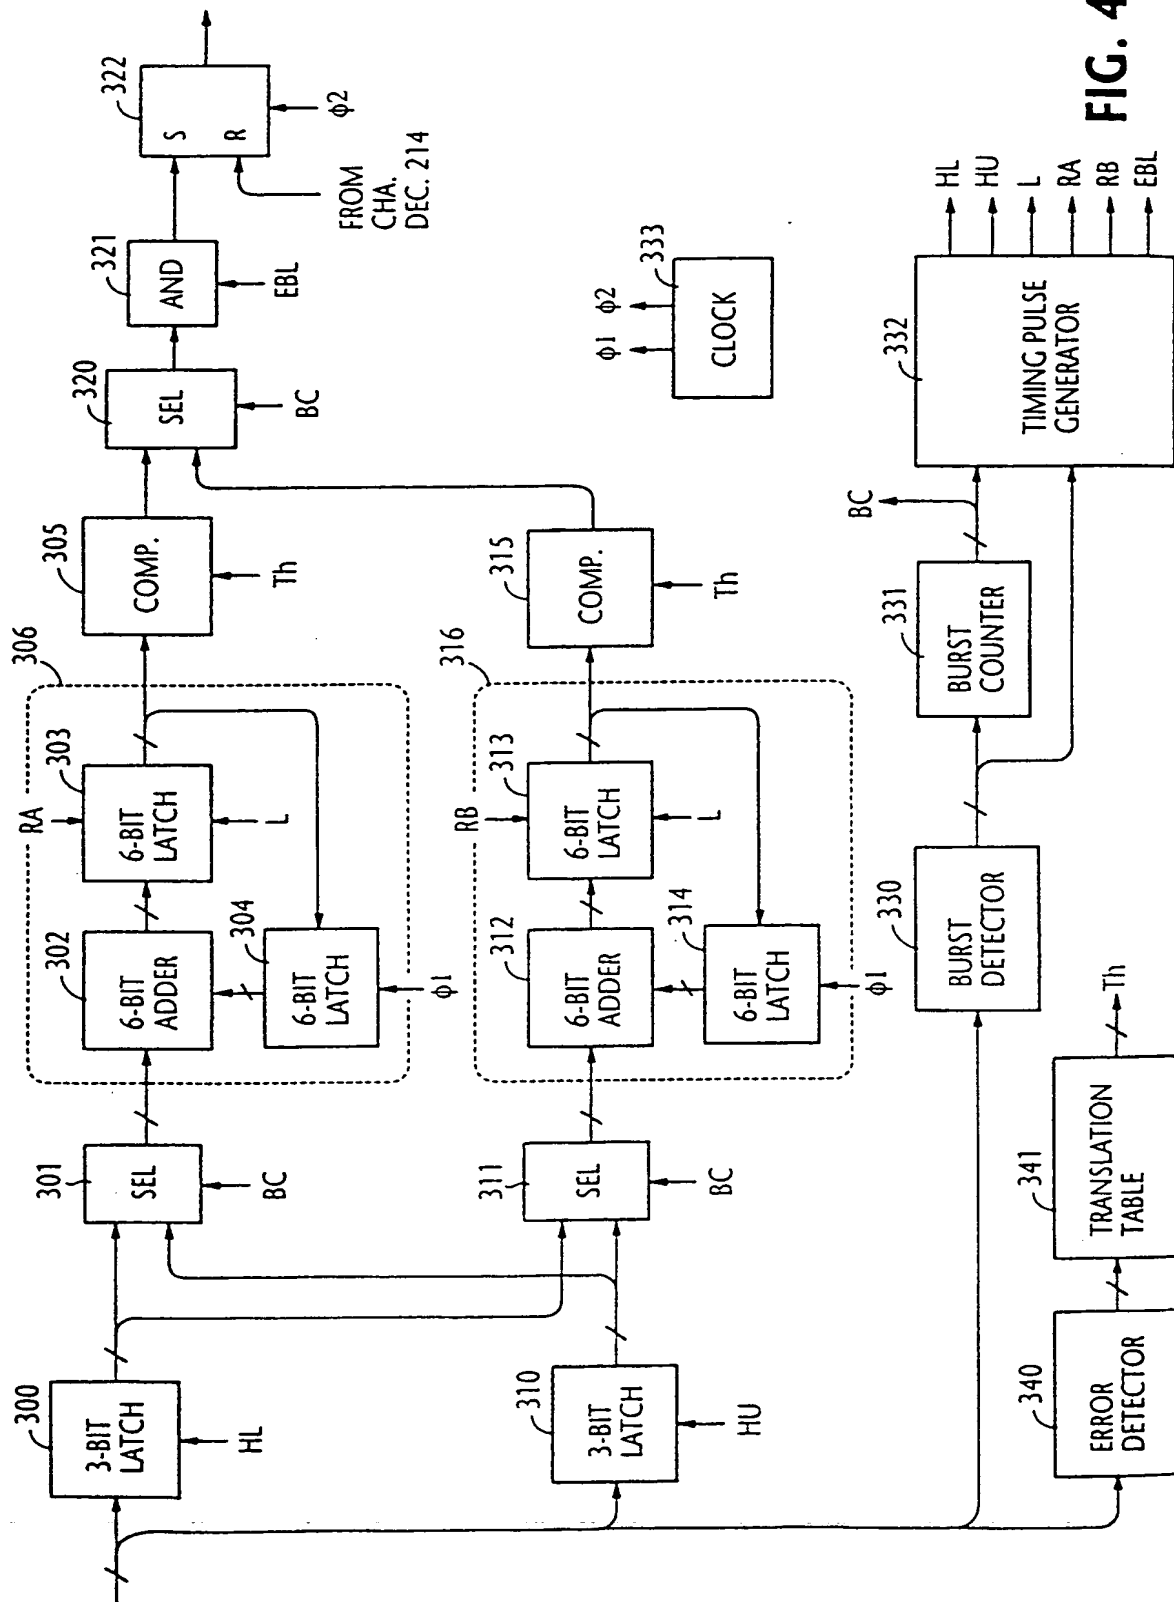 300
3-BIT
LATCH
HL
301
SEL
BC
302
6-BIT
ADDER
RA
303
6-BIT
LATCH
L
304
6-BIT
LATCH
φ1
306
305
COMP.
Th
320
SEL
BC
321
AND
EBL
322
S
R
φ2
FROM
CHA.
DEC. 214
310
3-BIT
LATCH
HU
311
SEL
BC
312
6-BIT
ADDER
RB
313
6-BIT
LATCH
L
314
6-BIT
LATCH
φ1
316
315
COMP.
Th
φ1
φ2
333
CLOCK
330
BURST
DETECTOR
331
BURST
COUNTER
BC
332
TIMING PULSE
GENERATOR
HL
HU
L
RA
RB
EBL
340
ERROR
DETECTOR
341
TRANSLATION
TABLE
Th
FIG. 4